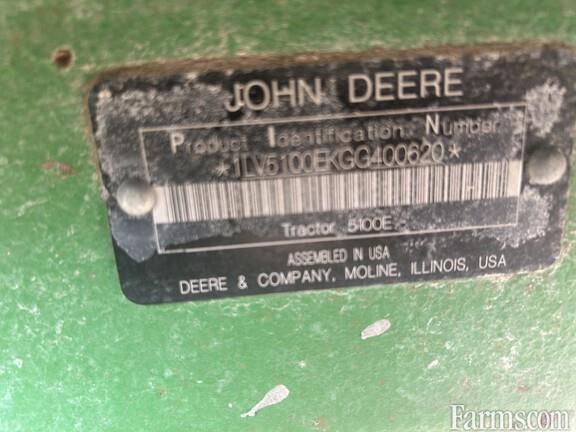 JOHN DEERE
Product Identification Number
*1LV5100EKGG400620*
Tractor 5100E
ASSEMBLED IN USA
DEERE & COMPANY, MOLINE, ILLINOIS, USA
Farms.com